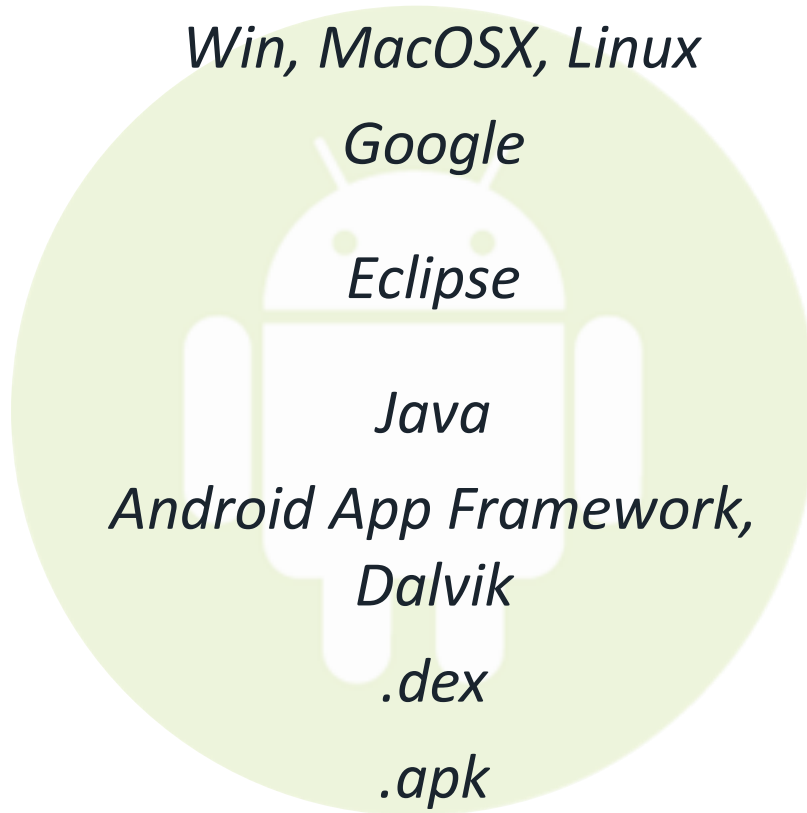 Win, MacOSX, Linux
Google
Eclipse
Java
Android App Framework,
Dalvik
.dex
.apk